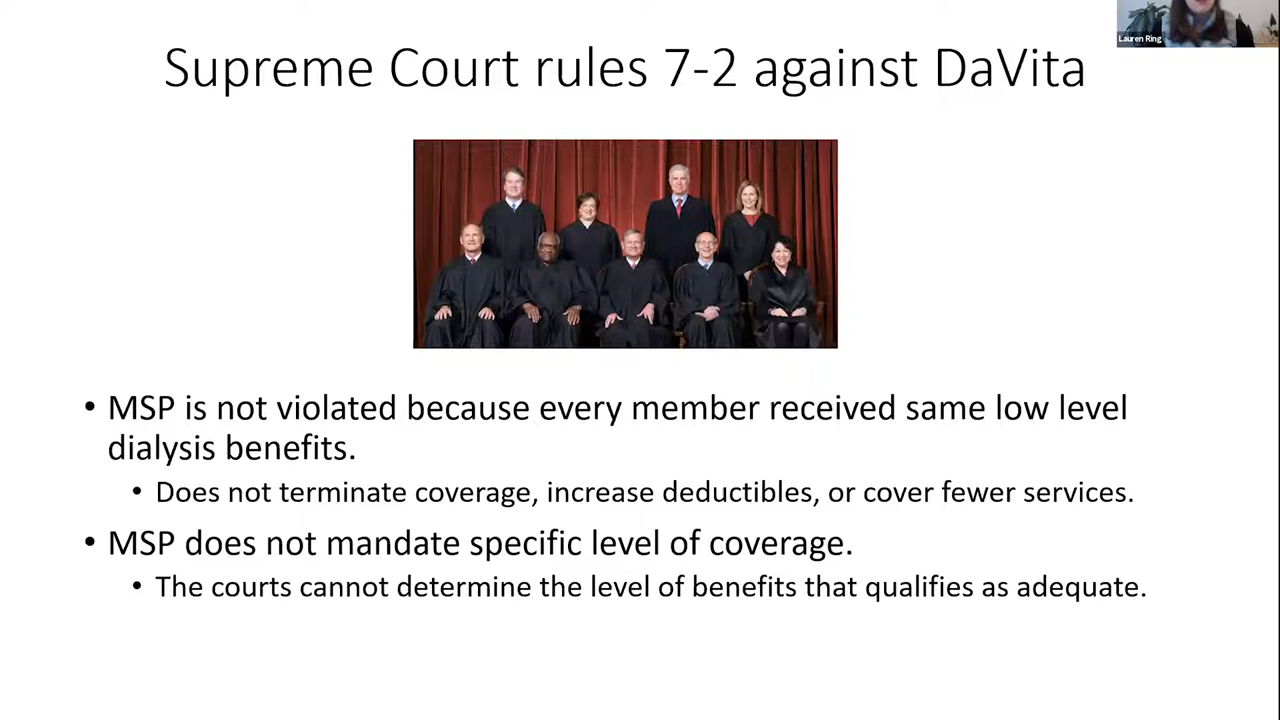 Lauren Ring
Supreme Court rules 7-2 against DaVita
• MSP is not violated because every member received same low level
dialysis benefits.
• Does not terminate coverage, increase deductibles, or cover fewer services.
• MSP does not mandate specific level of coverage.
• The courts cannot determine the level of benefits that qualifies as adequate.